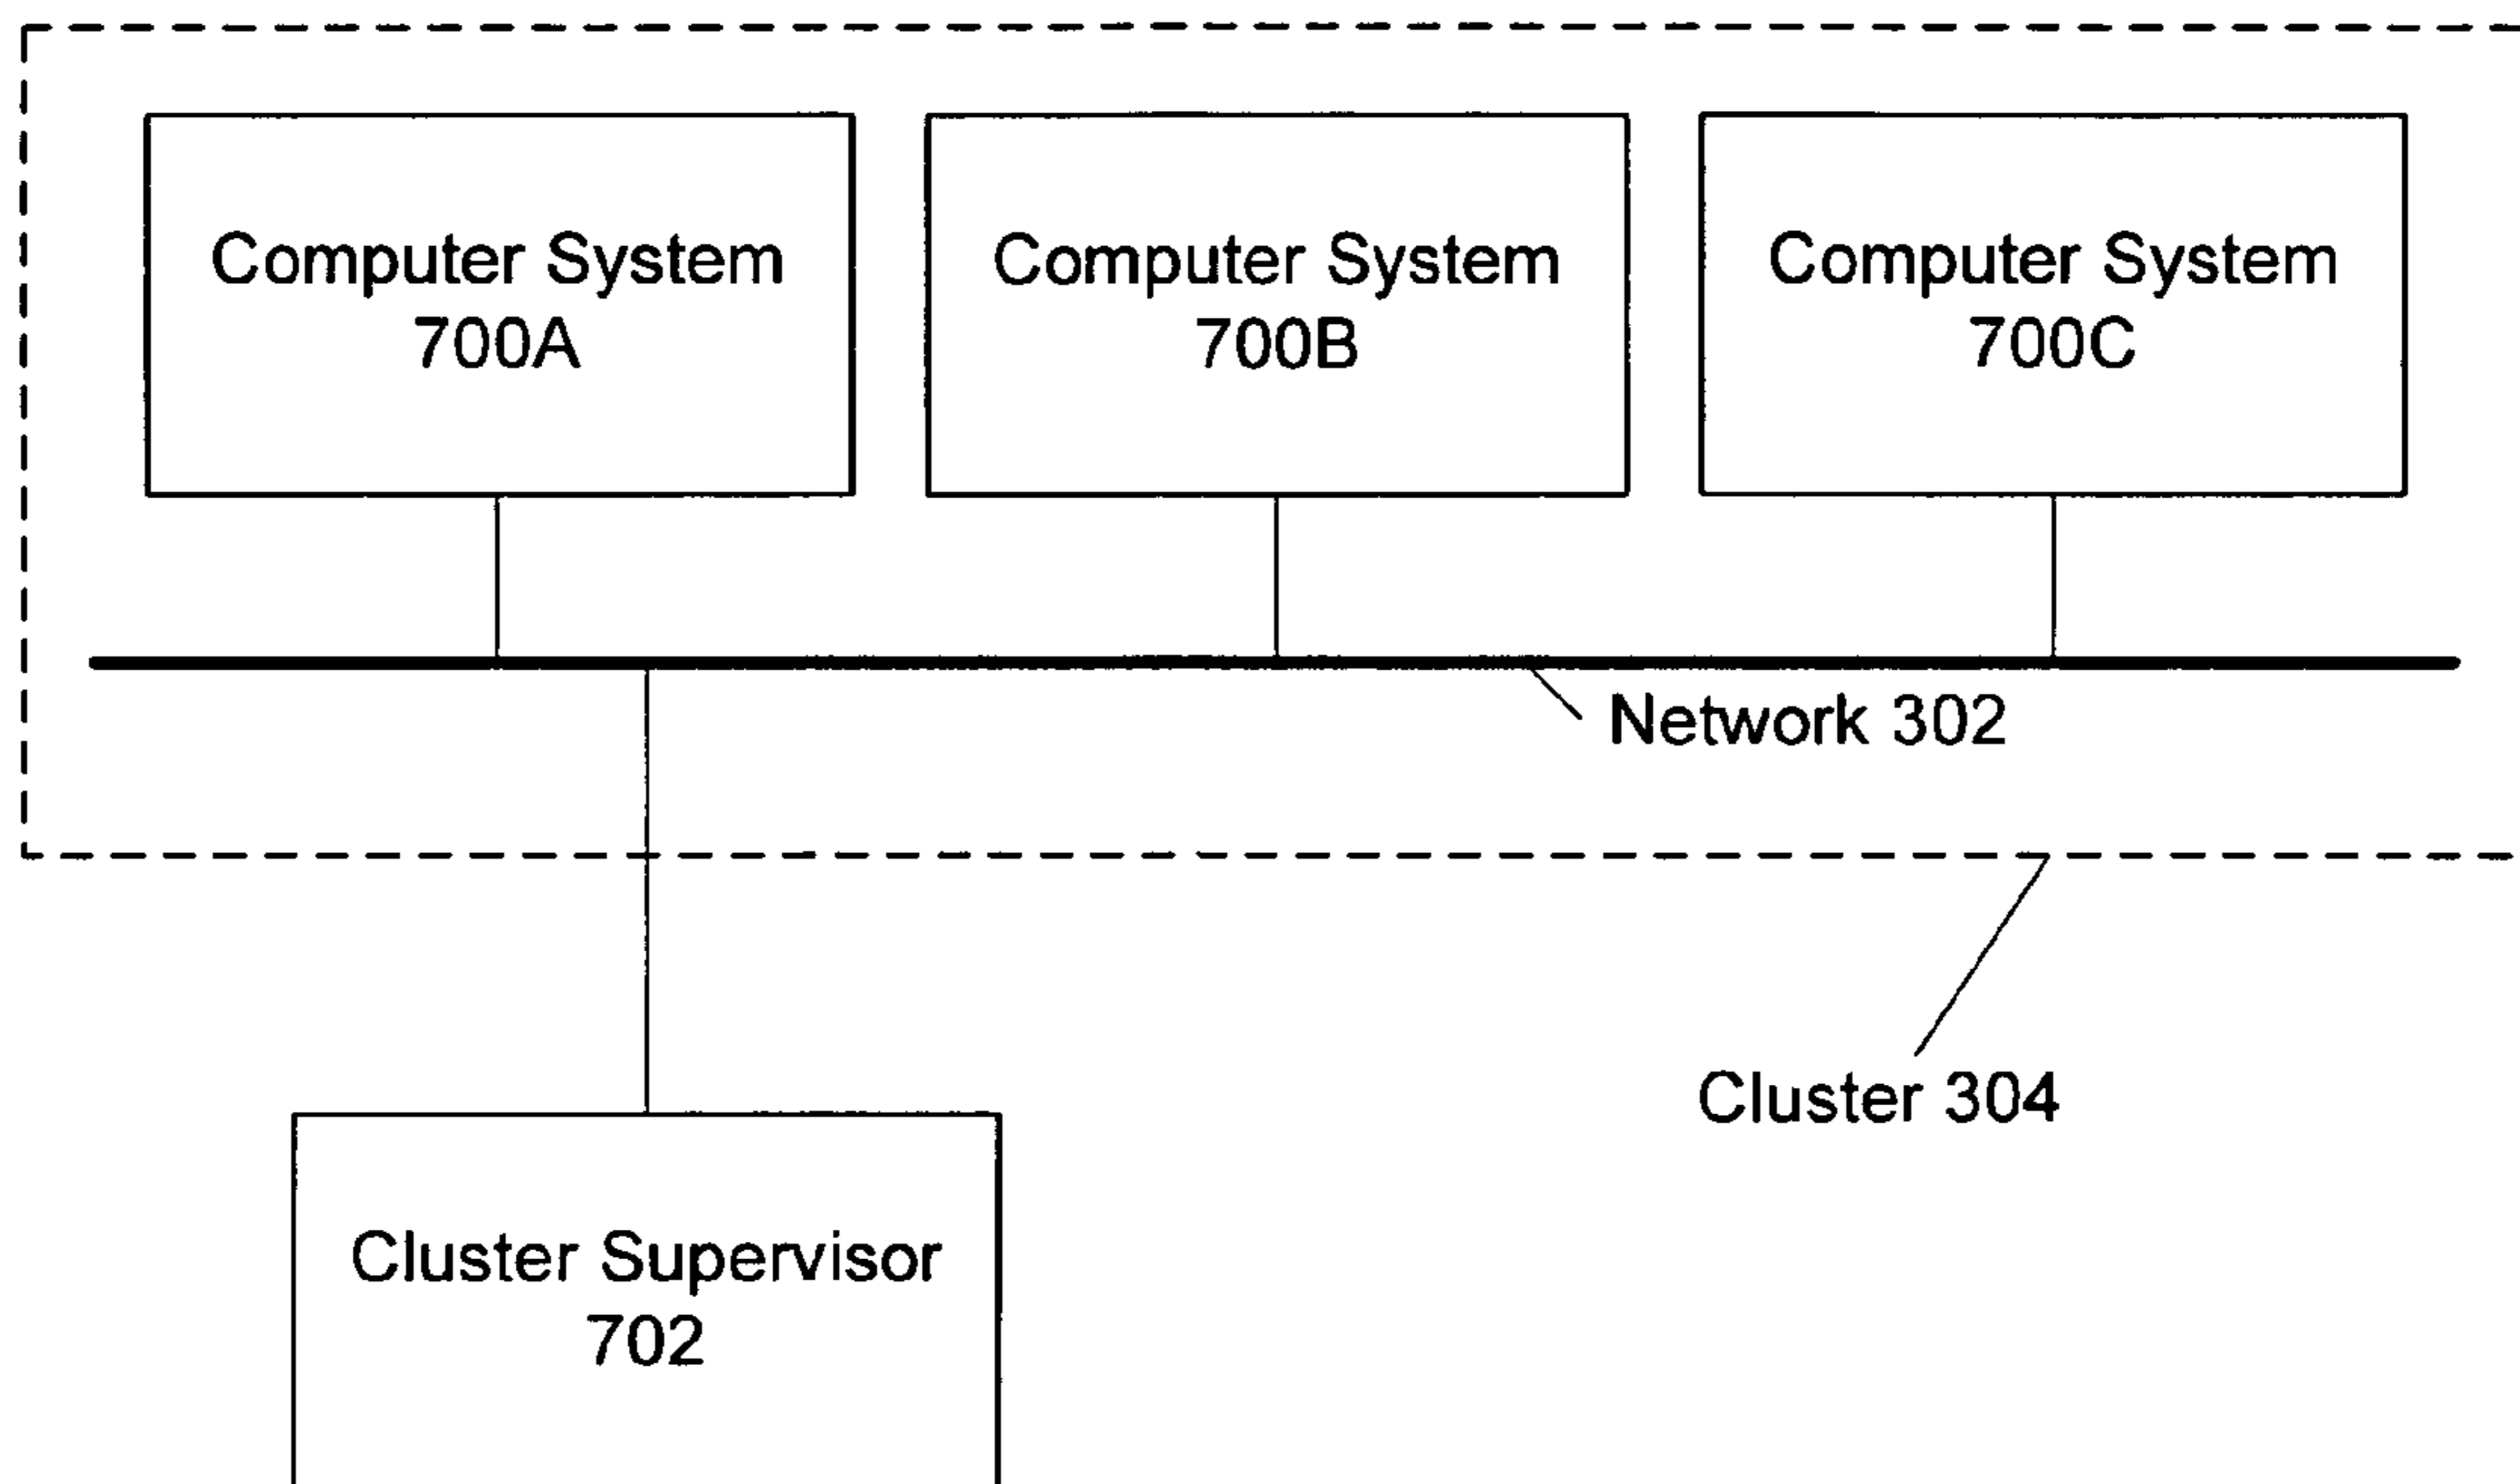 Computer System
700A
Computer System
700B
Computer System
700C
Network 302
Cluster 304
Cluster Supervisor
702